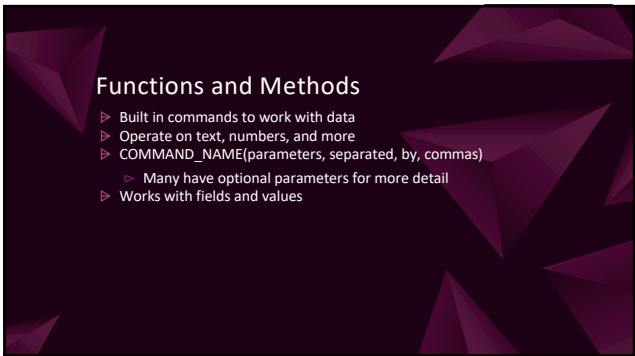 Functions and Methods
Built in commands to work with data
Operate on text, numbers, and more
COMMAND_NAME(parameters, separated, by, commas)
Many have optional parameters for more detail
Works with fields and values